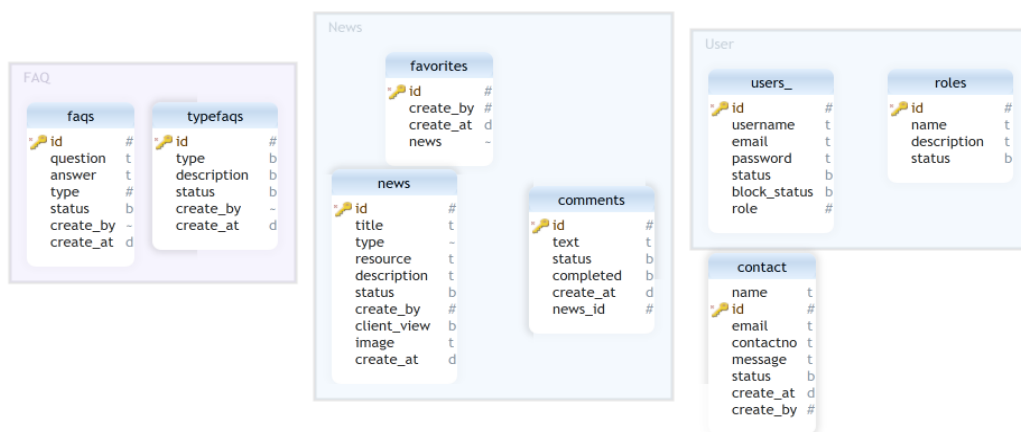 FAQ
faqs
id #
question t
answer t
type #
status b
create_by ~
create_at d
typefaqs
id #
type b
description b
status b
create_by ~
create_at d
News
favorites
id #
create_by #
create_at d
news ~
news
id #
title t
type ~
resource t
description t
status b
create_by #
client_view b
image t
create_at d
comments
id #
text t
status b
completed b
create_at d
news_id #
User
users_
id #
username t
email t
password t
status b
block_status b
role #
roles
id #
name t
description t
status b
contact
name t
id #
email t
contactno t
message t
status b
create_at d
create_by #